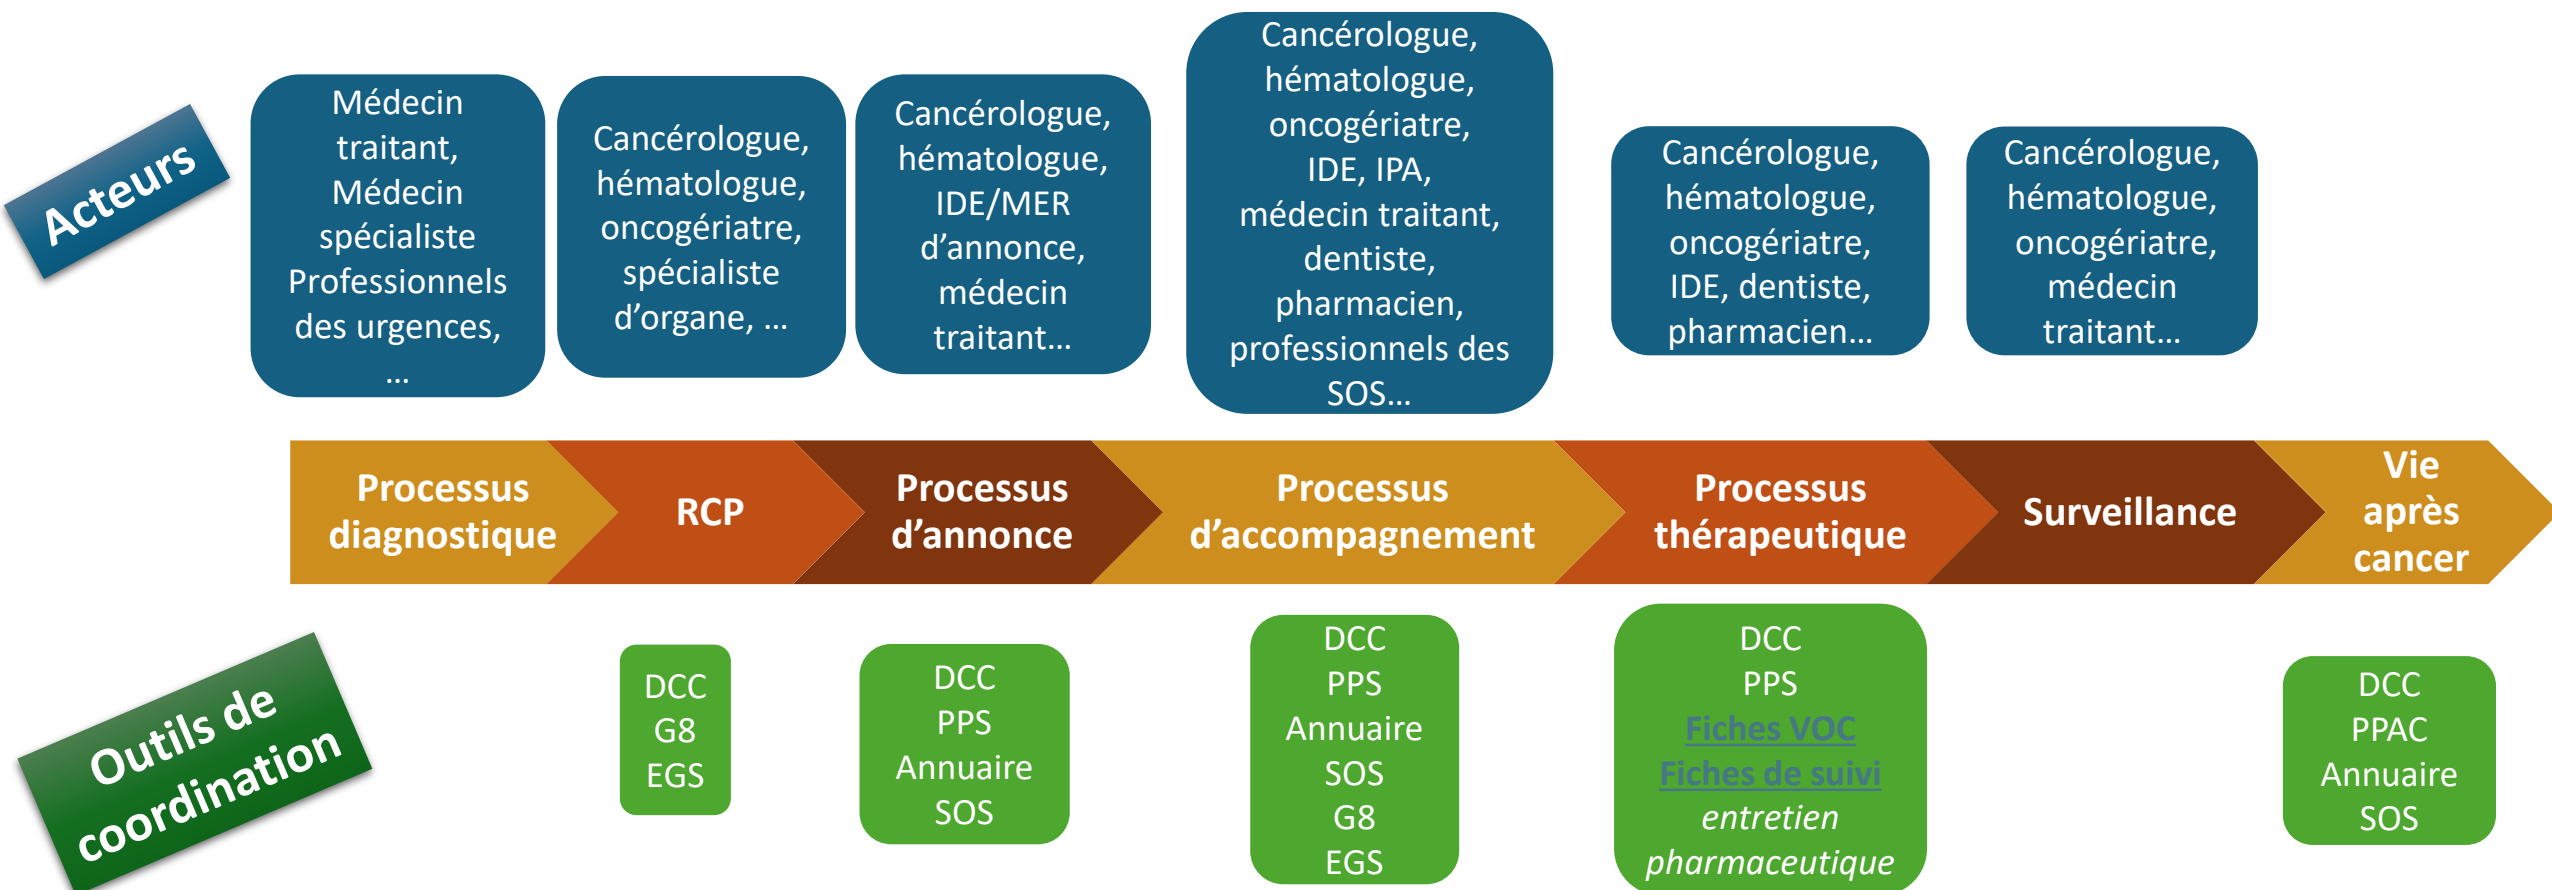 Acteurs
Médecin
traitant,
Médecin
spécialiste
Professionnels
des urgences,
...
Cancérologue,
hématologue,
oncogériatre,
spécialiste
d’organe, ...
Cancérologue,
hématologue,
IDE/MER
d’annonce,
médecin
traitant...
Cancérologue,
hématologue,
oncogériatre,
IDE, IPA,
médecin traitant,
dentiste,
pharmacien,
professionnels des
SOS...
Cancérologue,
hématologue,
oncogériatre,
IDE, dentiste,
pharmacien...
Cancérologue,
hématologue,
oncogériatre,
médecin
traitant...
Processus
diagnostique
RCP
Processus
d’annonce
Processus
d’accompagnement
Processus
thérapeutique
Surveillance
Vie
après
cancer
Outils de
coordination
DCC
G8
EGS
DCC
PPS
Annuaire
SOS
DCC
PPS
Annuaire
SOS
G8
EGS
DCC
PPS
Fiches VOC
Fiches de suivi
entretien
pharmaceutique
DCC
PPAC
Annuaire
SOS